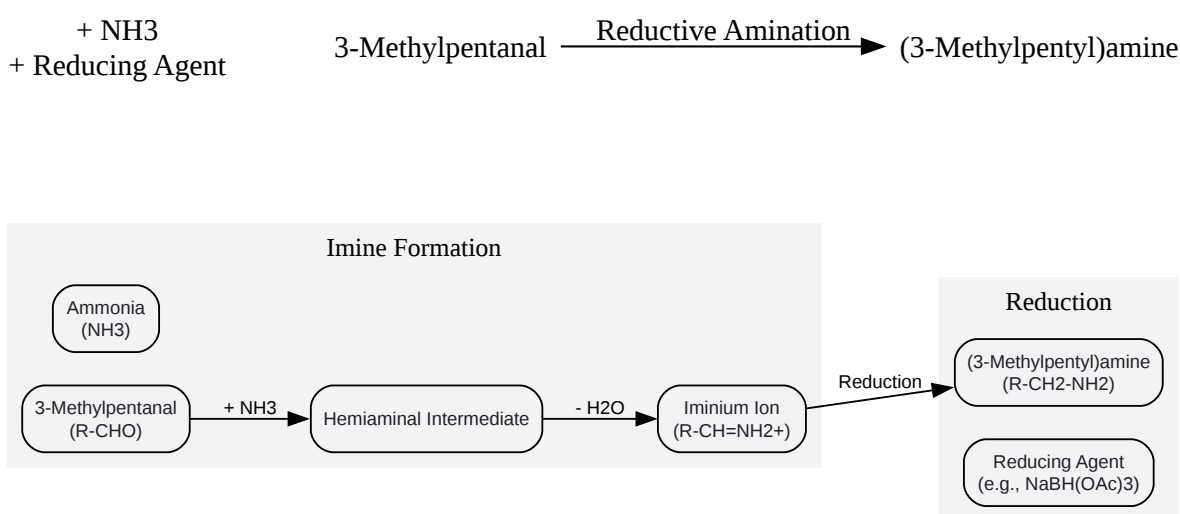 + NH3
+ Reducing Agent
3-Methylpentanal
Reductive Amination
(3-Methylpentyl)amine
Imine Formation
Ammonia
(NH3)
3-Methylpentanal
(R-CHO)
+ NH3
Hemiaminal Intermediate
- H2O
Iminium Ion
(R-CH=NH2+)
Reduction
Reduction
(3-Methylpentyl)amine
(R-CH2-NH2)
Reducing Agent
(e.g., NaBH(OAc)3)